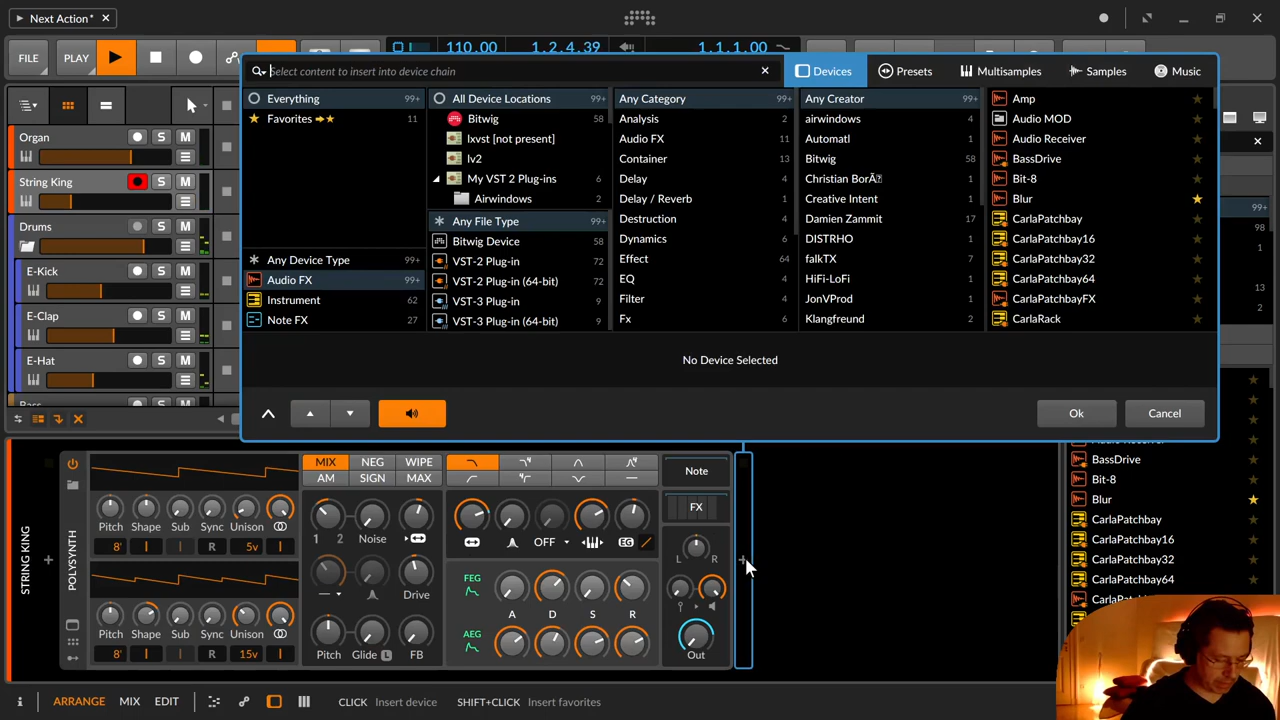 Next Action*
FILE
PLAY
110.00
1.2.4.39
1.1.1.00
Select content to insert into device chain
Devices
Presets
Multisamples
Samples
Music
Everything 99+
Favorites 11
Any Device Type 99+
Audio FX 99+
Instrument 62
Note FX 27
All Device Locations 99+
Bitwig 58
lxvst [not present]
lv2
My VST 2 Plug-ins 6
Airwindows 2
Any File Type 99+
Bitwig Device 58
VST-2 Plug-in 72
VST-2 Plug-in (64-bit) 72
VST-3 Plug-in 9
VST-3 Plug-in (64-bit) 9
Any Category 99+
Analysis 2
Audio FX 11
Container 13
Delay 4
Delay / Reverb 1
Destruction 4
Dynamics 6
Effect 64
EQ 4
Filter 4
Fx 1
Any Creator 99+
airwindows 4
Automatl 1
Bitwig 58
Christian BorÃ
Creative Intent 1
Damien Zammit 17
DISTRHO 1
falkTX 7
HiFi-LoFi 1
JonVProd 1
Klangfreund 2
Amp
Audio MOD
Audio Receiver
BassDrive
Bit-8
Blur
CarlaPatchbay
CarlaPatchbay16
CarlaPatchbay32
CarlaPatchbay64
CarlaPatchbayFX
CarlaRack
No Device Selected
Ok
Cancel
Organ
S M
String King
S M
Drums
S M
E-Kick
S M
E-Clap
S M
E-Hat
S M
Bass
99+
98
1
13
2
Audio Receiver
BassDrive
Bit-8
Blur
CarlaPatchbay
CarlaPatchbay16
CarlaPatchbay32
CarlaPatchbay64
STRING KING
POLYSYNTH
Pitch Shape Sub Sync Unison
8' R 5v
Pitch Shape Sub Sync Unison
8' R 15v
MIX NEG WIPE
AM SIGN MAX
1 2 Noise
Drive
Pitch Glide L FB
OFF EG
FEG
A D S R
AEG
Note
FX
L R
Out
i
ARRANGE
MIX
EDIT
CLICK Insert device
SHIFT+CLICK Insert favorites